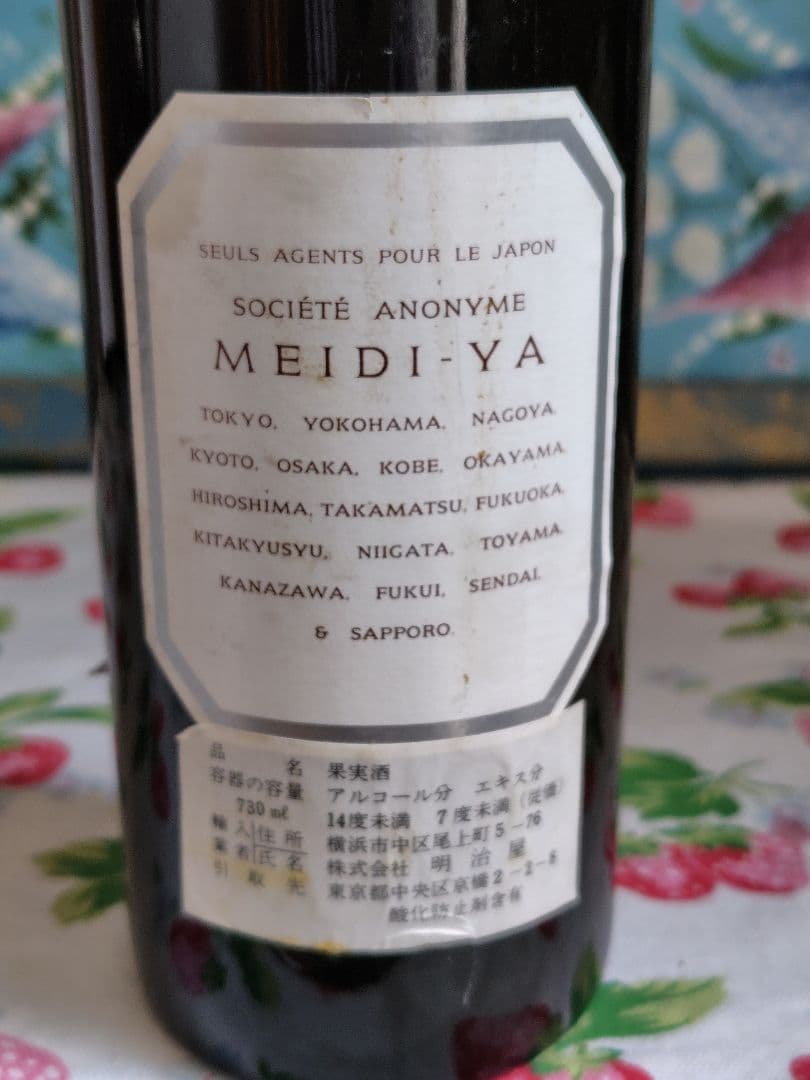 SEULS AGENTS POUR LE JAPON
SOCIÉTÉ ANONYME
MEIDI-YA
TOKYO, YOKOHAMA, NAGOYA,
KYOTO, OSAKA, KOBE, OKAYAMA,
HIROSHIMA, TAKAMATSU, FUKUOKA,
KITAKYUSYU, NIIGATA, TOYAMA,
KANAZAWA, FUKUI, SENDAI,
& SAPPORO.
品名 果実酒
容器の容量 アルコール分 エキス分
730ml 14度未満 7度未満(従価)
輸入業者 住所 横浜市中区尾上町5-76
氏名 株式会社 明治屋
引取先 東京都中央区京橋2-2-8
酸化防止剤含有